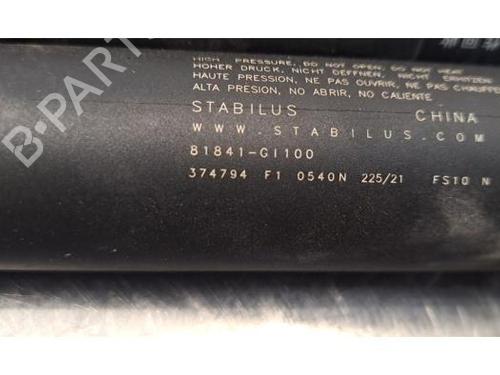 HIGH PRESSURE, DO NOT OPEN, DO NOT HEAT
HOHER DRUCK, NICHT OEFFNEN, NICHT ERHITZEN
HAUTE PRESSION, NE PAS OUVRIR, NE PAS CHAUFFE
ALTA PRESION, NO ABRIR, NO CALIENTE
STABILUS CHINA
WWW.STABILUS.COM
81841-GI100
374794 F1 0540N 225/21 FS10 N
B-PARTS